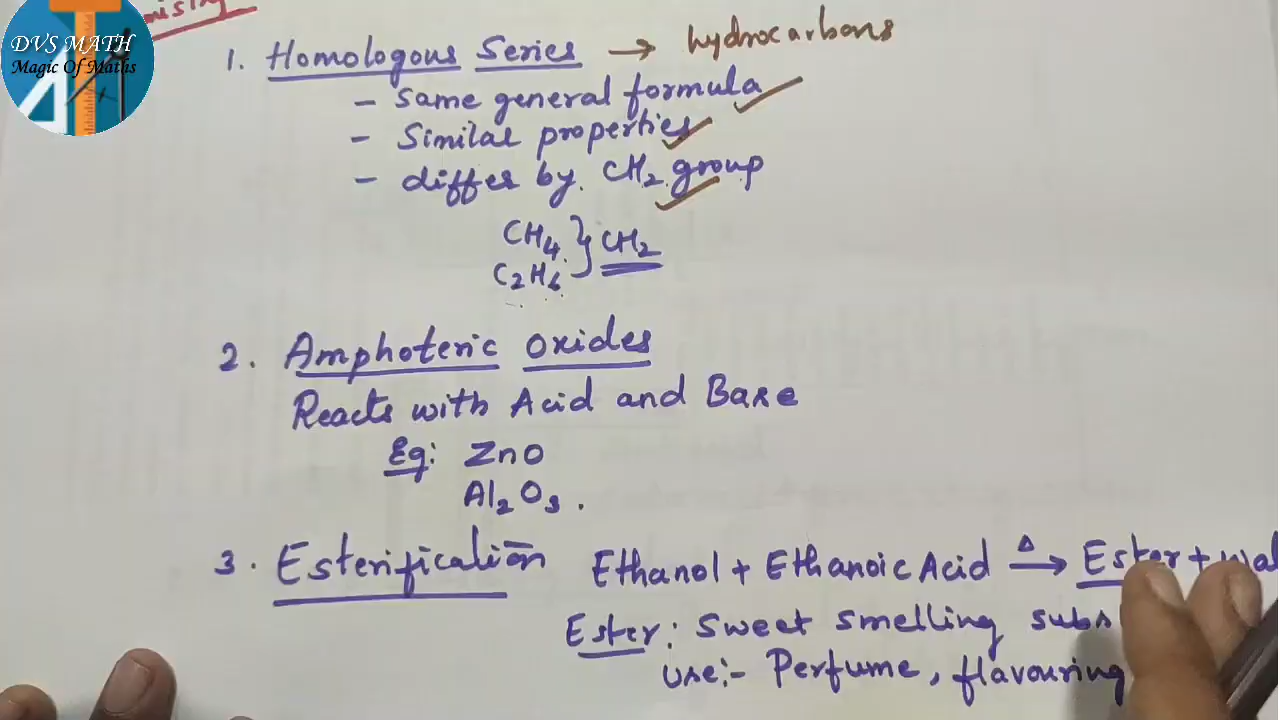 DVS MATH
Magic Of Maths
1. Homologous Series → hydrocarbons
- same general formula
- Similar properties
- differ by CH₂ group
CH₄
C₂H₆ } CH₂
2. Amphoteric oxides
Reacts with Acid and Base
Eg: ZnO
Al₂O₃.
3. Esterification Ethanol + Ethanoic Acid Δ→ Ester +
Ester: Sweet smelling
use:- Perfume, flavouring